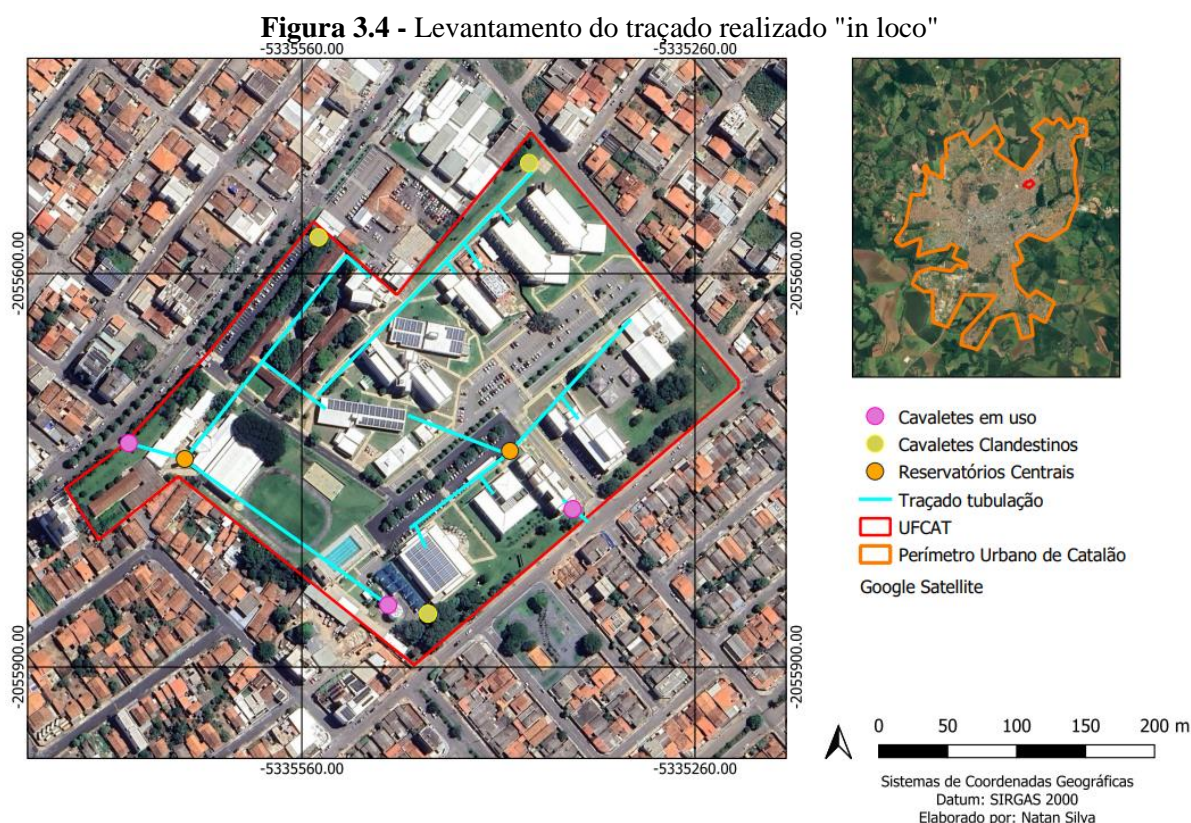 Figura 3.4 - Levantamento do traçado realizado "in loco"
-5335560.00
-5335260.00
-2055600.00
-2055600.00
-2055900.00
-2055900.00
-5335560.00
-5335260.00
Cavaletes em uso
Cavaletes Clandestinos
Reservatórios Centrais
Traçado tubulação
UFCAT
Perímetro Urbano de Catalão
Google Satellite
0 50 100 150 200 m
Sistemas de Coordenadas Geográficas
Datum: SIRGAS 2000
Elaborado por: Natan Silva